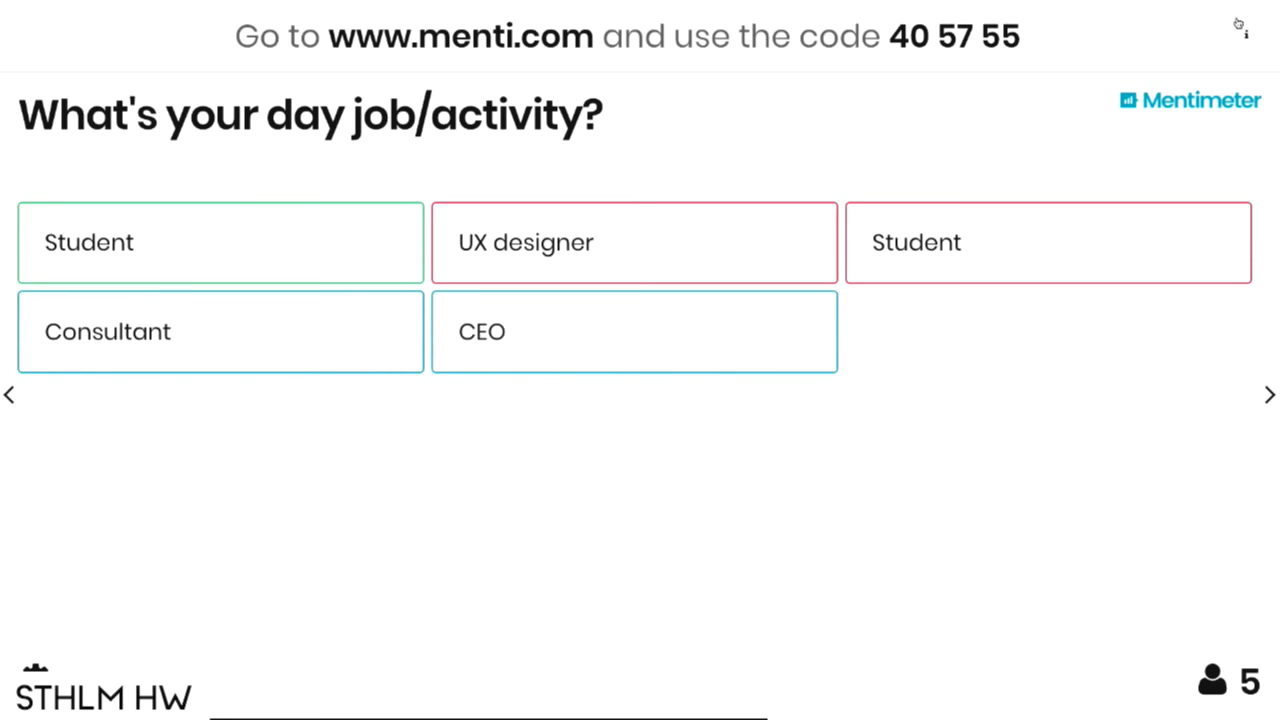 Go to www.menti.com and use the code 40 57 55
What's your day job/activity?
Mentimeter
Student
UX designer
Student
Consultant
CEO
STHLM HW
5